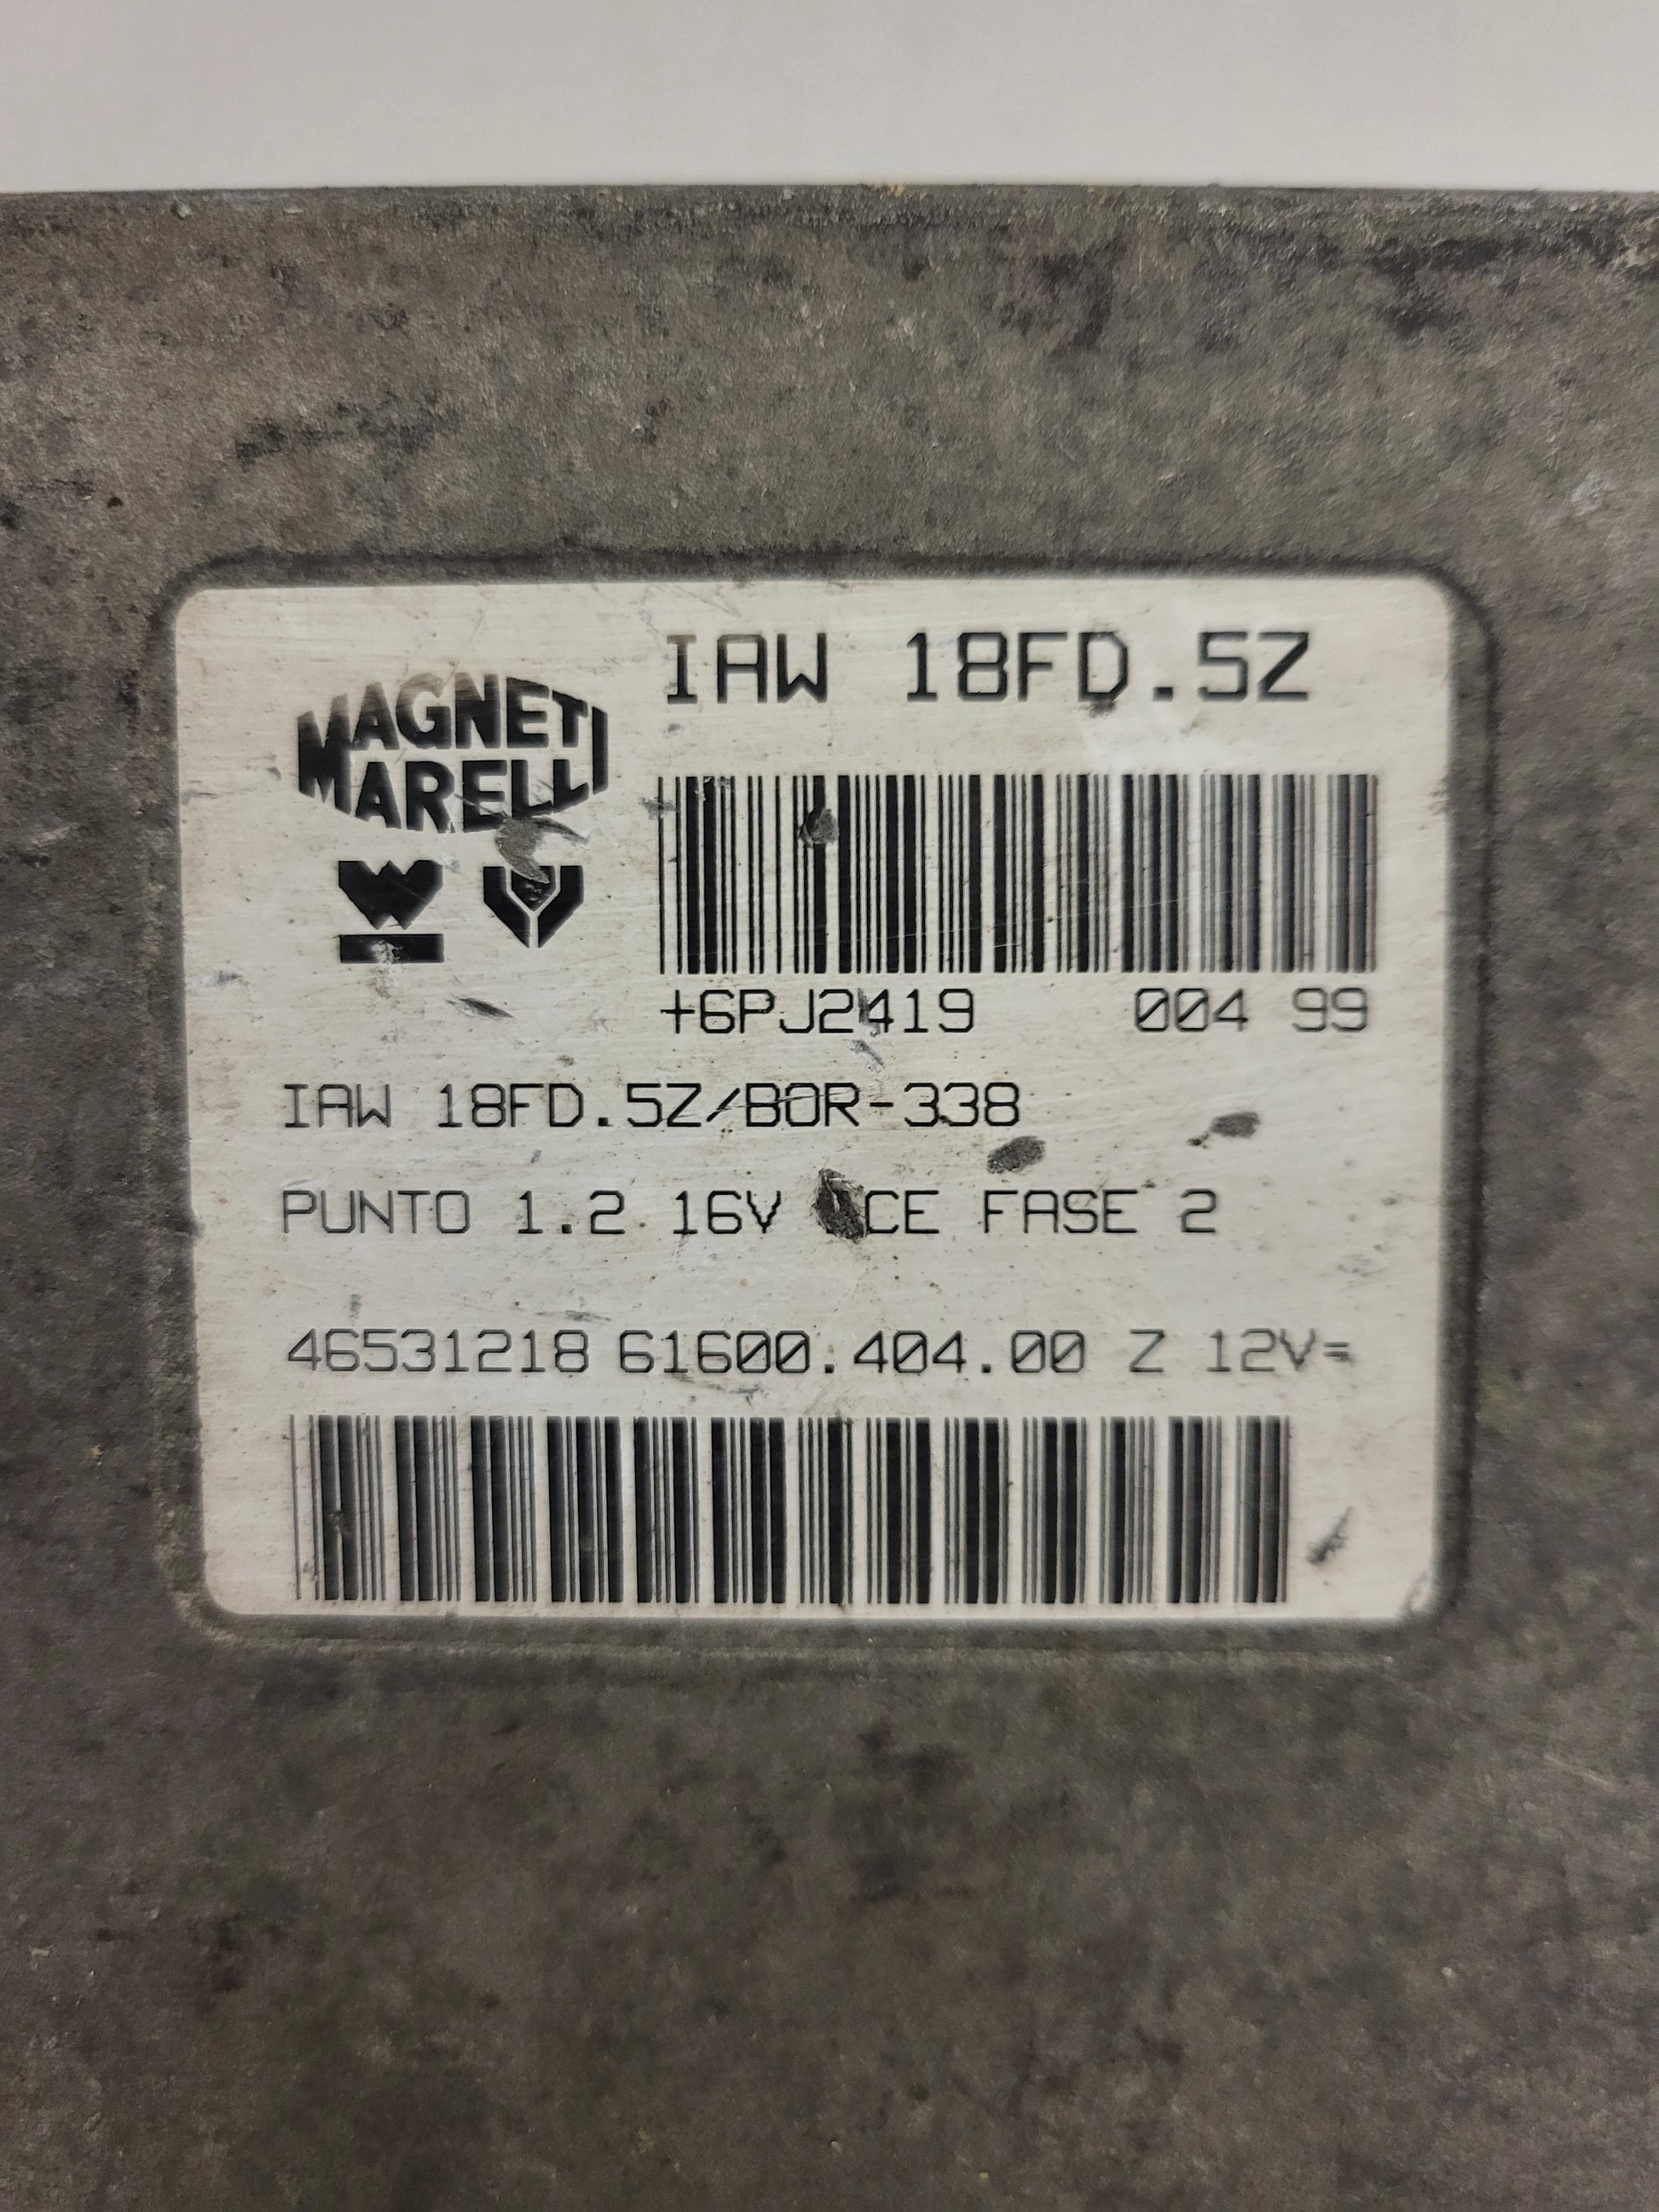 IAW 18FD.5Z
MAGNETI
MARELLI
+6PJ2419 004 99
IAW 18FD.5Z/BOR-338
PUNTO 1.2 16V FASE 2
46531218 61600.404.00 Z 12V=